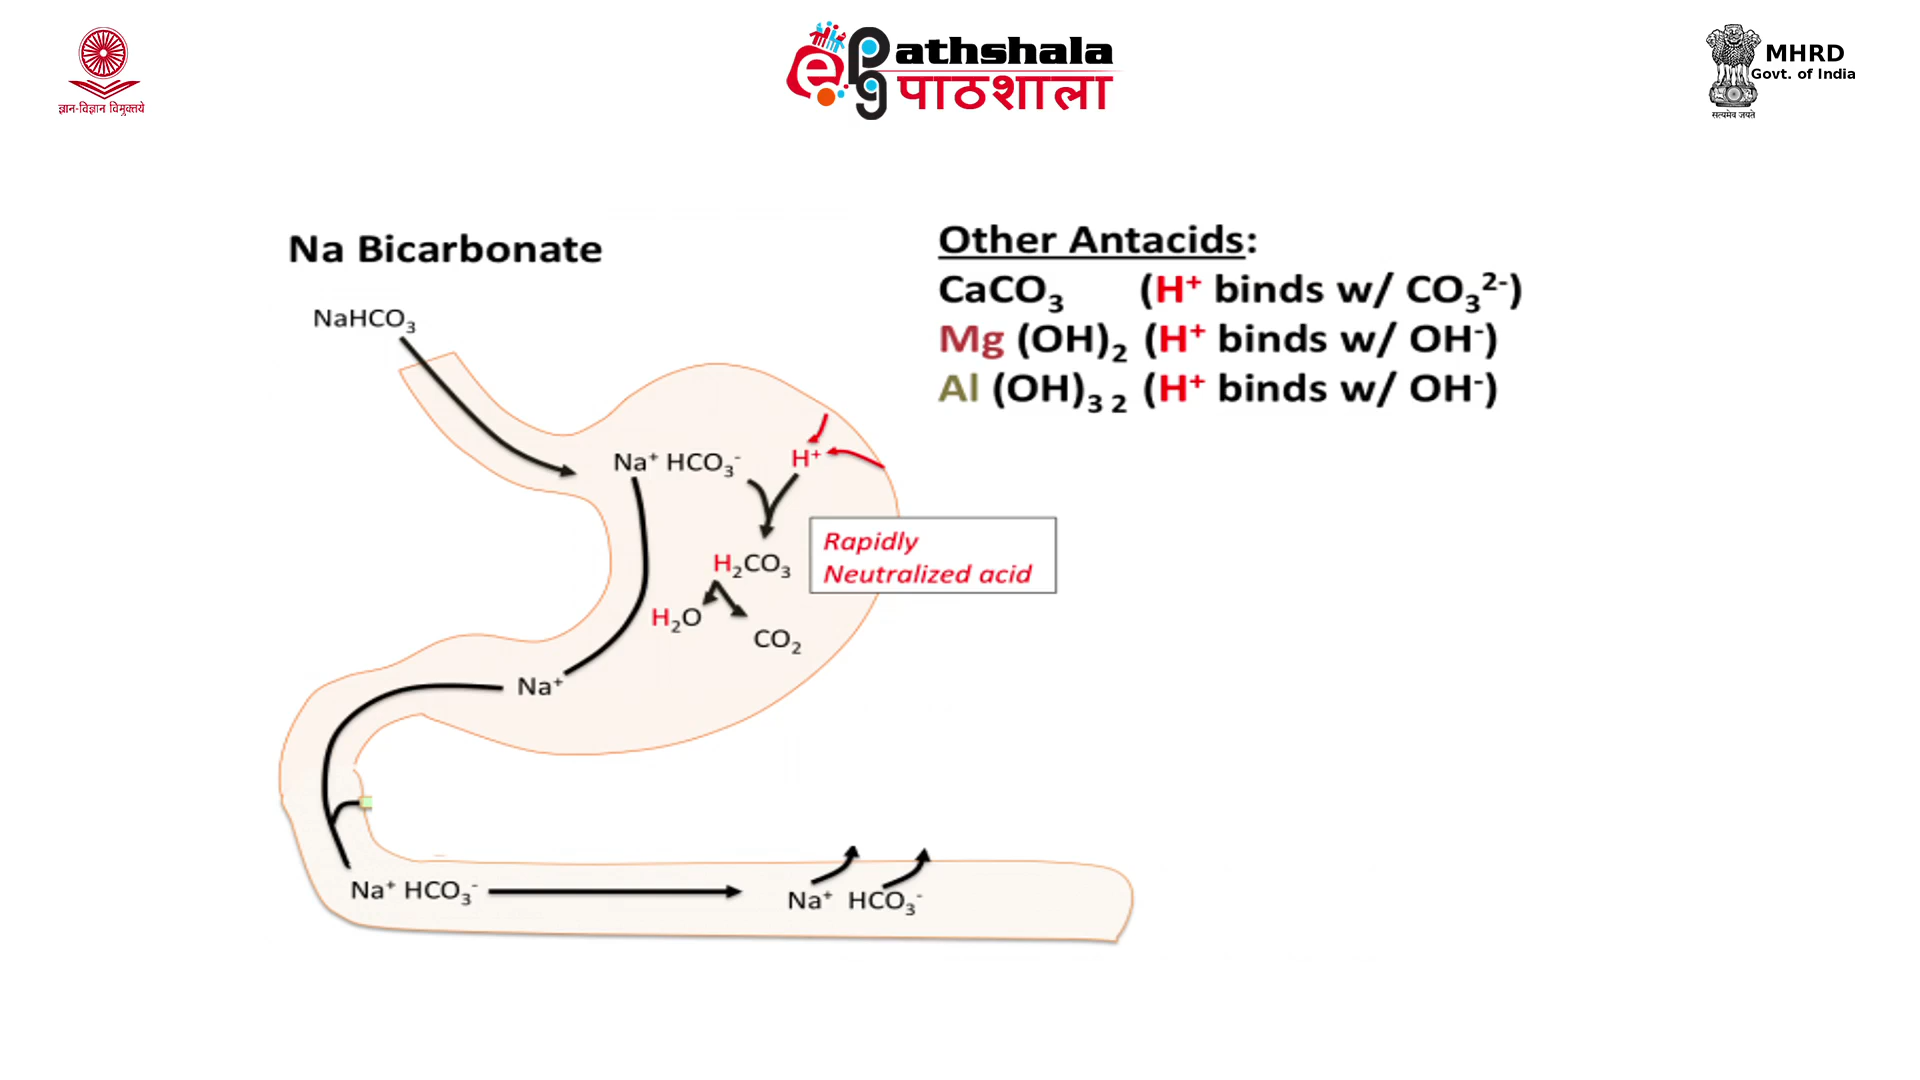 ज्ञान-विज्ञान विमुक्तये
e PG athshala
पाठशाला
MHRD
Govt. of India
सत्यमेव जयते
Na Bicarbonate
NaHCO₃
Na⁺ HCO₃⁻
H⁺
H₂CO₃
H₂O
CO₂
Rapidly
Neutralized acid
Na⁺
Na⁺ HCO₃⁻
Na⁺ HCO₃⁻
Other Antacids:
CaCO₃ (H⁺ binds w/ CO₃²⁻)
Mg (OH)₂ (H⁺ binds w/ OH⁻)
Al (OH)₃ ₂ (H⁺ binds w/ OH⁻)